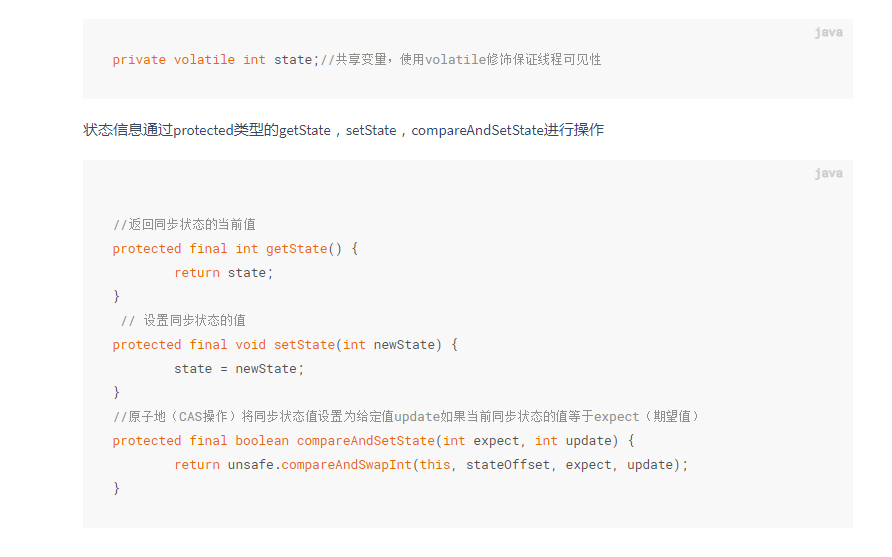 java
private volatile int state;//共享变量，使用volatile修饰保证线程可见性
状态信息通过protected类型的getState，setState，compareAndSetState进行操作
java
//返回同步状态的当前值
protected final int getState() {
        return state;
}
 // 设置同步状态的值
protected final void setState(int newState) {
        state = newState;
}
//原子地（CAS操作）将同步状态值设置为给定值update如果当前同步状态的值等于expect（期望值）
protected final boolean compareAndSetState(int expect, int update) {
        return unsafe.compareAndSwapInt(this, stateOffset, expect, update);
}